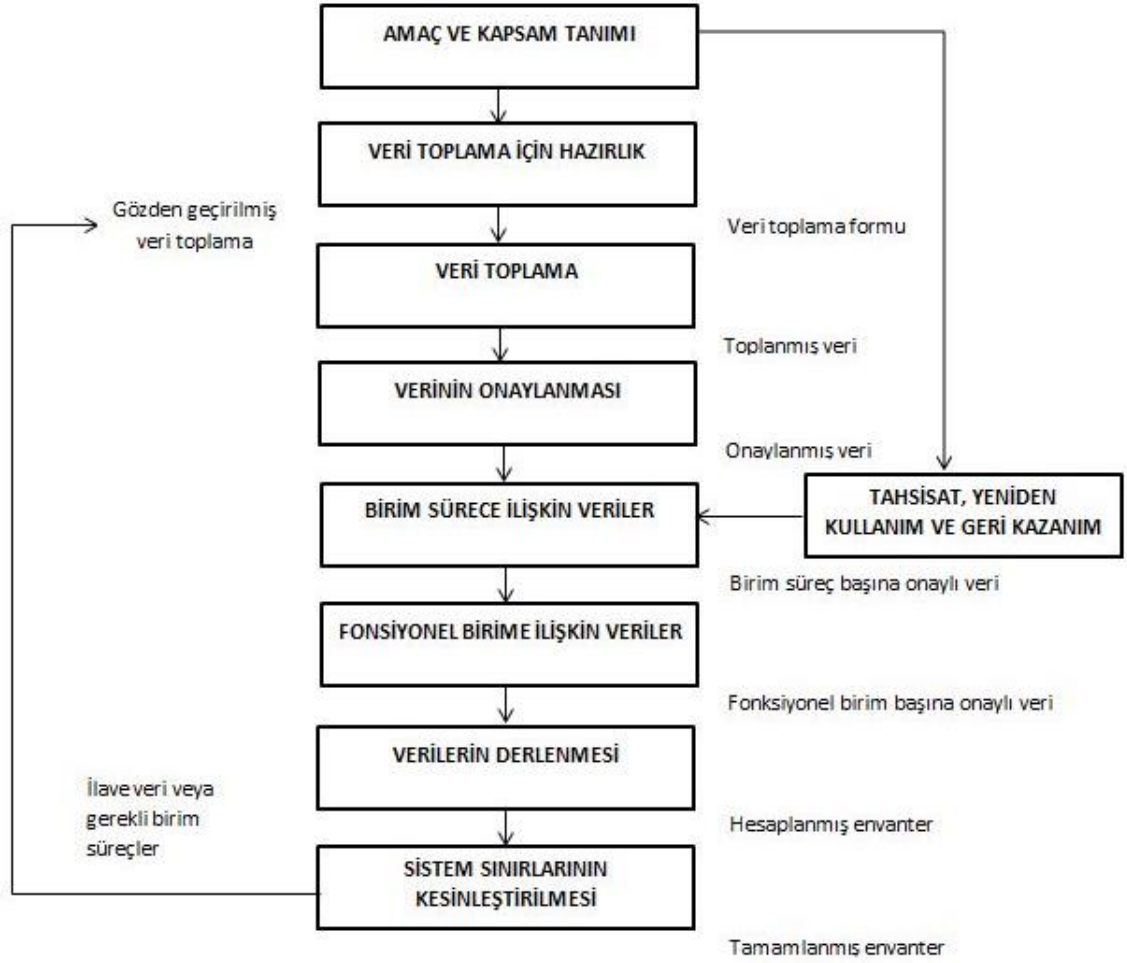 AMAÇ VE KAPSAM TANIMI
VERİ TOPLAMA İÇİN HAZIRLIK
Gözden geçirilmiş
veri toplama
Veri toplama formu
VERİ TOPLAMA
Toplanmış veri
VERİNİN ONAYLANMASI
Onaylanmış veri
BİRİM SÜRECE İLİŞKİN VERİLER
TAHSİSAT, YENİDEN
KULLANIM VE GERİ KAZANIM
Birim süreç başına onaylı veri
FONSİYONEL BİRİME İLİŞKİN VERİLER
Fonksiyonel birim başına onaylı veri
VERİLERİN DERLENMESİ
İlave veri veya
gerekli birim
süreçler
Hesaplanmış envanter
SİSTEM SINIRLARININ
KESİNLEŞTİRİLMESİ
Tamamlanmış envanter